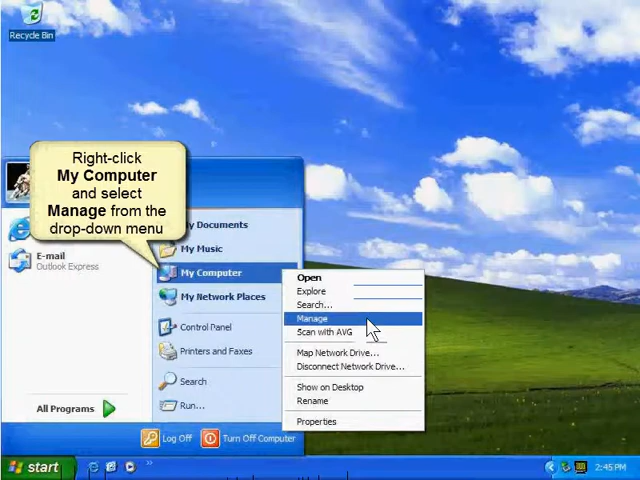 Recycle Bin
Right-click
My Computer
and select
Manage from the
drop-down menu
My Documents
My Music
E-mail
Outlook Express
My Computer
My Network Places
Control Panel
Printers and Faxes
Search
Run...
All Programs
Open
Explore
Search...
Manage
Scan with AVG
Map Network Drive...
Disconnect Network Drive...
Show on Desktop
Rename
Properties
Log Off
Turn Off Computer
start
2:45 PM